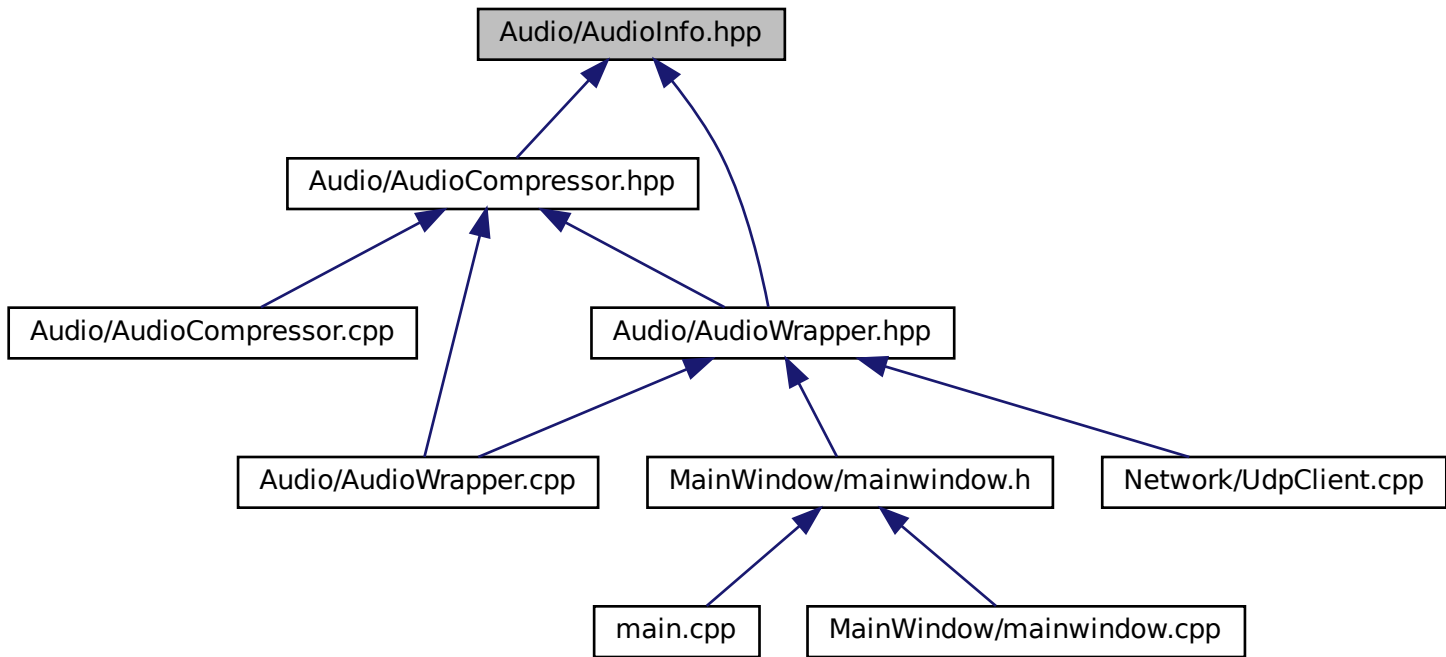 Audio/AudioInfo.hpp
Audio/AudioCompressor.hpp
Audio/AudioCompressor.cpp
Audio/AudioWrapper.hpp
Audio/AudioWrapper.cpp
MainWindow/mainwindow.h
Network/UdpClient.cpp
main.cpp
MainWindow/mainwindow.cpp